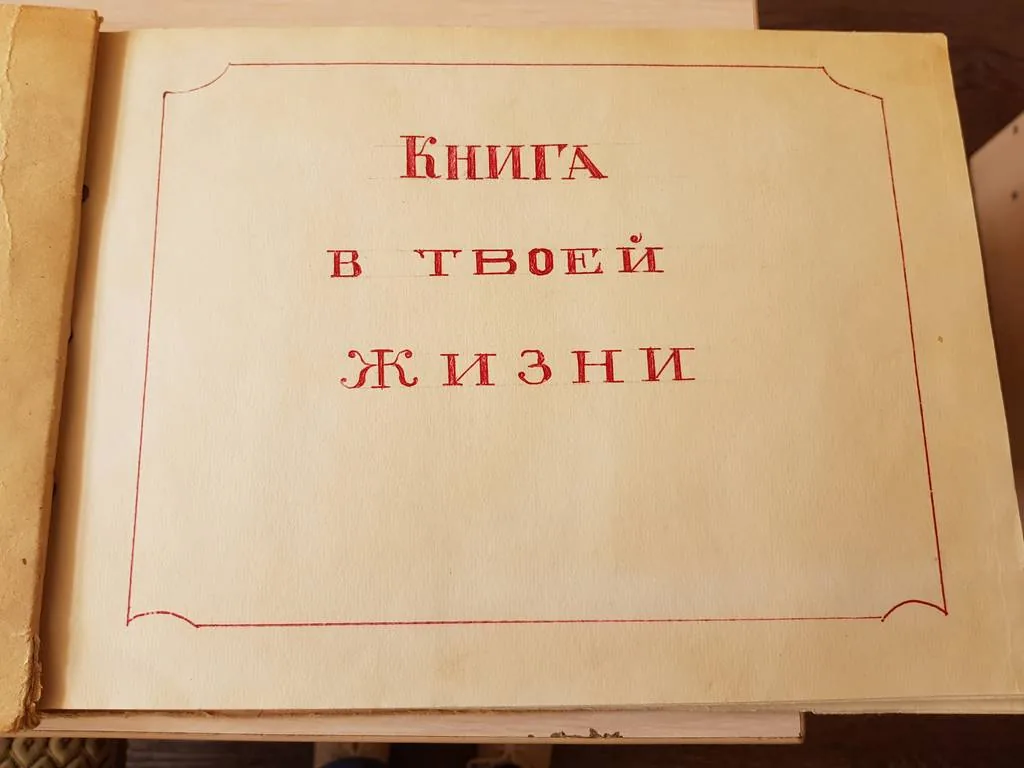 Книга
в твоей
жизни